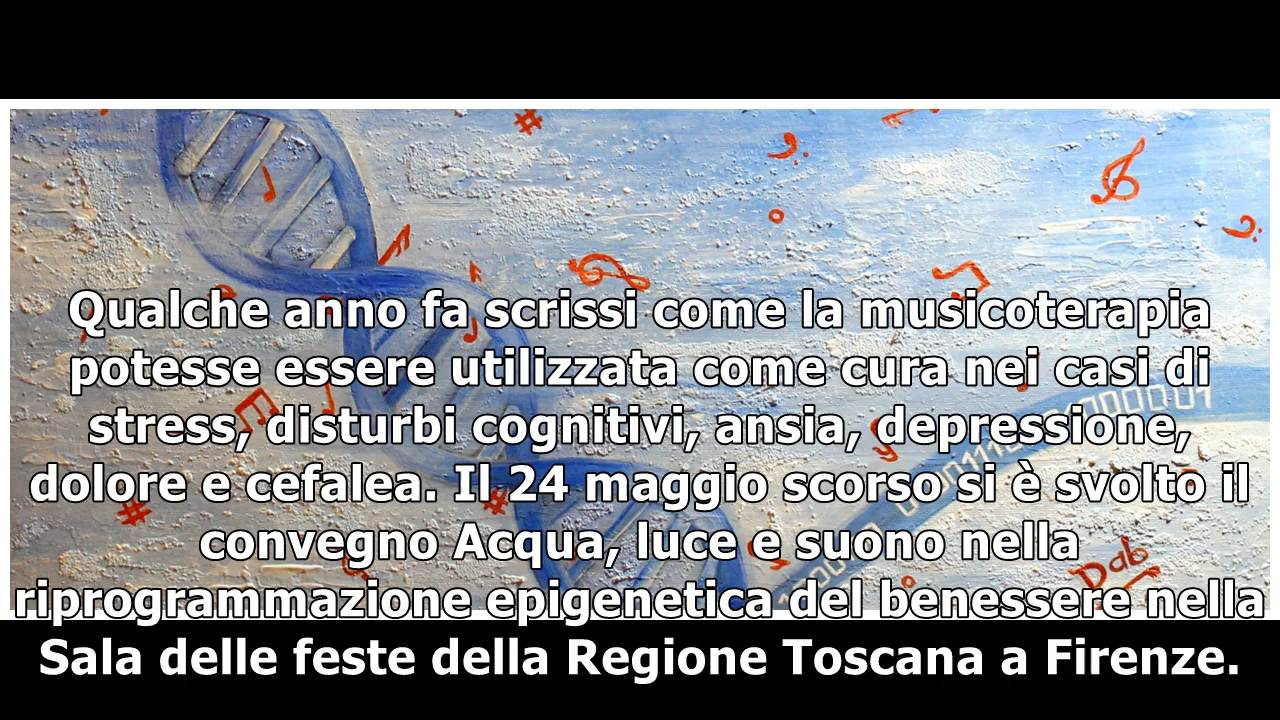 Qualche anno fa scrissi come la musicoterapia
potesse essere utilizzata come cura nei casi di
stress, disturbi cognitivi, ansia, depressione,
dolore e cefalea. Il 24 maggio scorso si è svolto il
convegno Acqua, luce e suono nella
riprogrammazione epigenetica del benessere nella
Sala delle feste della Regione Toscana a Firenze.
Dab